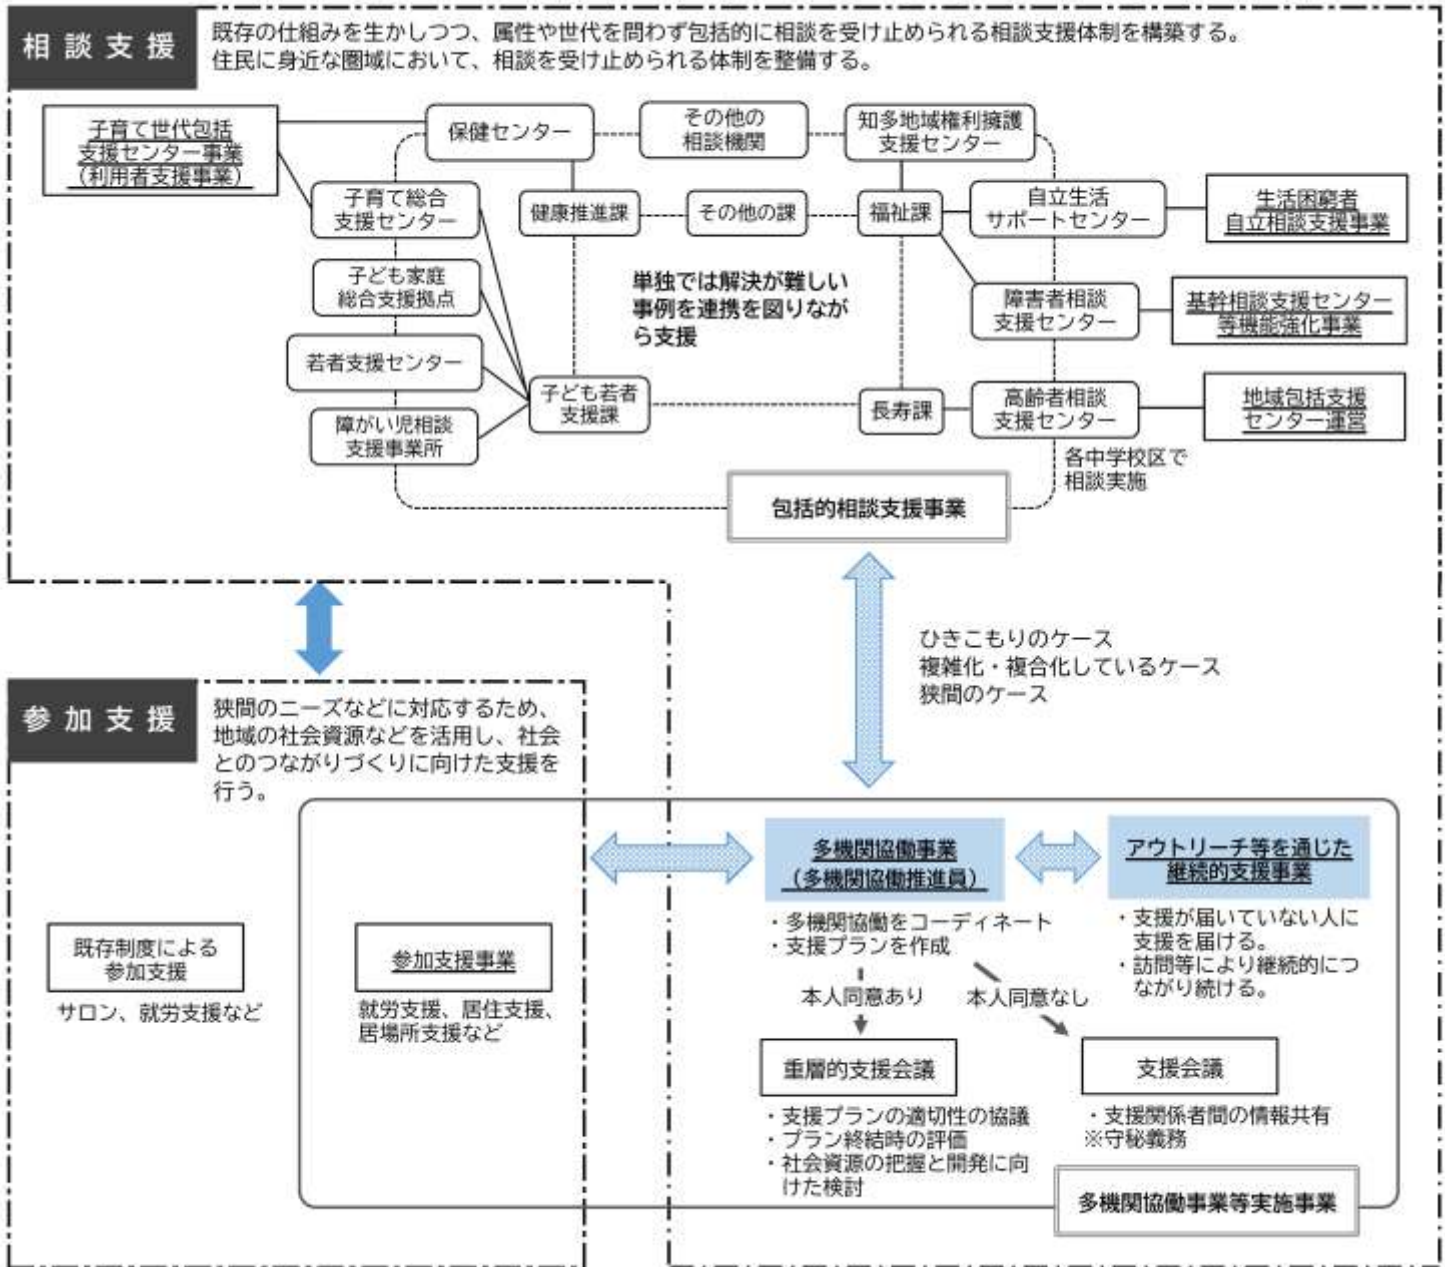 相談支援
既存の仕組みを生かしつつ、属性や世代を問わず包括的に相談を受け止められる相談支援体制を構築する。
住民に身近な圏域において、相談を受け止められる体制を整備する。
子育て世代包括
支援センター事業
(利用者支援事業)
保健センター
その他の
相談機関
知多地域権利擁護
支援センター
子育て総合
支援センター
健康推進課
その他の課
福祉課
自立生活
サポートセンター
生活困窮者
自立相談支援事業
子ども家庭
総合支援拠点
単独では解決が難しい
事例を連携を図りなが
ら支援
障害者相談
支援センター
基幹相談支援センター
等機能強化事業
若者支援センター
子ども若者
支援課
長寿課
高齢者相談
支援センター
地域包括支援
センター運営
障がい児相談
支援事業所
各中学校区で
相談実施
包括的相談支援事業
ひきこもりのケース
複雑化・複合化しているケース
狭間のケース
参加支援
狭間のニーズなどに対応するため、
地域の社会資源などを活用し、社会
とのつながりづくりに向けた支援を
行う。
既存制度による
参加支援
サロン、就労支援など
参加支援事業
就労支援、居住支援、
居場所支援など
多機関協働事業
(多機関協働推進員)
・多機関協働をコーディネート
・支援プランを作成
アウトリーチ等を通じた
継続的支援事業
・支援が届いていない人に
支援を届ける。
・訪問等により継続的につ
ながり続ける。
本人同意あり
本人同意なし
重層的支援会議
・支援プランの適切性の協議
・プラン終結時の評価
・社会資源の把握と開発に向
けた検討
支援会議
・支援関係者間の情報共有
※守秘義務
多機関協働事業等実施事業